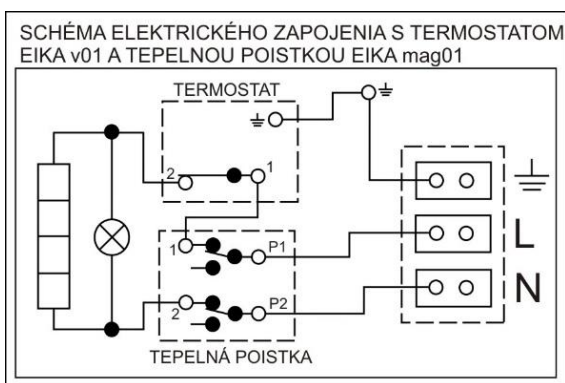 SCHÉMA ELEKTRICKÉHO ZAPOJENIA S TERMOSTATOM
EIKA v01 A TEPELNOU POISTKOU EIKA mag01
TERMOSTAT
2 1
1 P1
L
2 P2
N
TEPELNÁ POISTKA